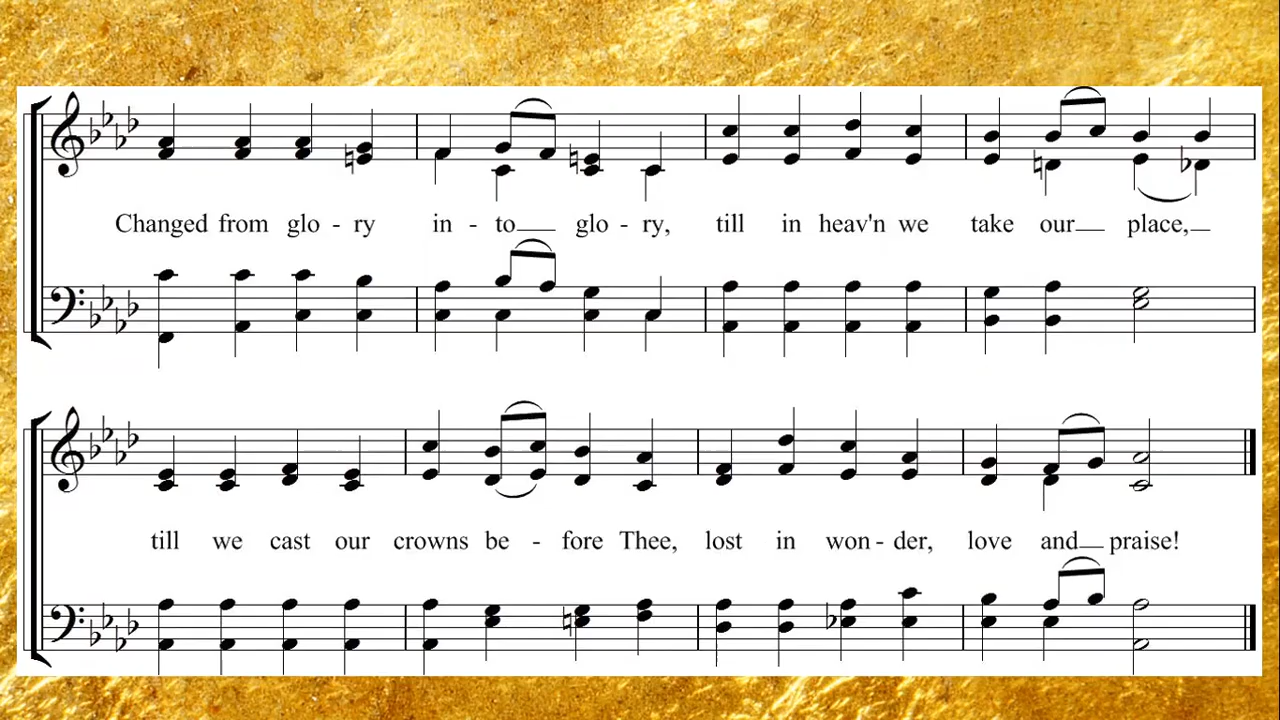 Changed from glo - ry in - to glo - ry, till in heav'n we take our place,
till we cast our crowns be - fore Thee, lost in won - der, love and praise!